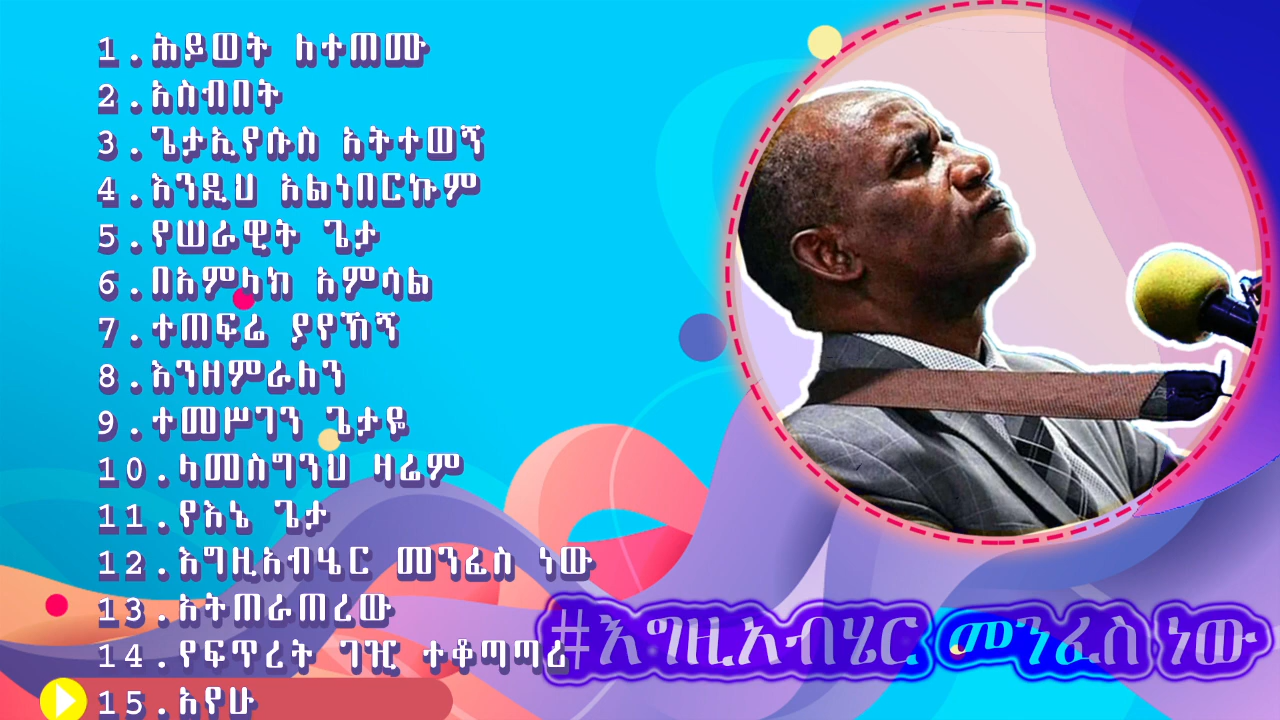 1.ሕይወት ለተጠሙ
2.አስብበት
3.ጌታኢየሱስ አትተወኝ
4.እንዲህ አልነበርኩም
5.የሠራዊት ጌታ
6.በአምላክ አምሳል
7.ተጠፍሬ ያየኸኝ
8.እንዘምራለን
9.ተመሥገን ጌታዬ
10.ላመስግንህ ዛሬም
11.የእኔ ጌታ
12.እግዚአብሄር መንፈስ ነው
13.አትጠራጠረው
14.የፍጥረት ገዢ ተቆጣጣሪ
#እግዚአብሄር መንፈስ ነው
15.አየሁ